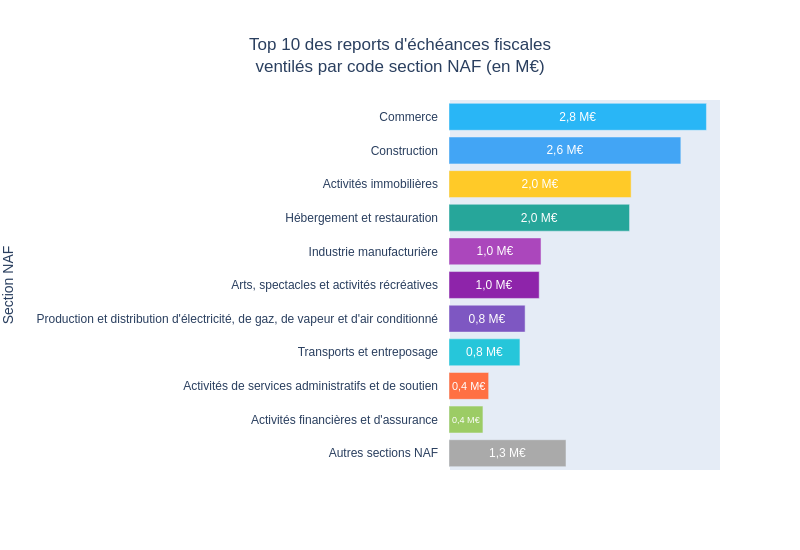 Top 10 des reports d'échéances fiscales
ventilés par code section NAF (en M€)
Section NAF
Commerce 2,8 M€
Construction 2,6 M€
Activités immobilières 2,0 M€
Hébergement et restauration 2,0 M€
Industrie manufacturière 1,0 M€
Arts, spectacles et activités récréatives 1,0 M€
Production et distribution d'électricité, de gaz, de vapeur et d'air conditionné 0,8 M€
Transports et entreposage 0,8 M€
Activités de services administratifs et de soutien 0,4 M€
Activités financières et d'assurance 0,4 M€
Autres sections NAF 1,3 M€